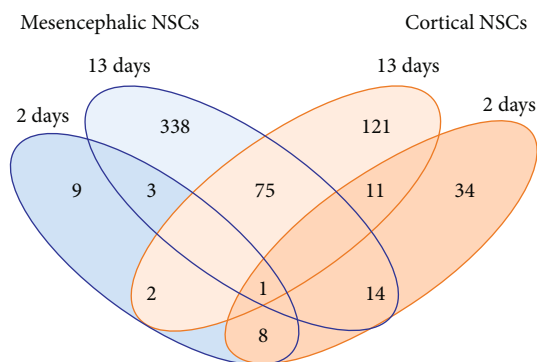 Mesencephalic NSCs Cortical NSCs
13 days 13 days
2 days 2 days
338 121
9 3 75 11 34
2 1 14
8